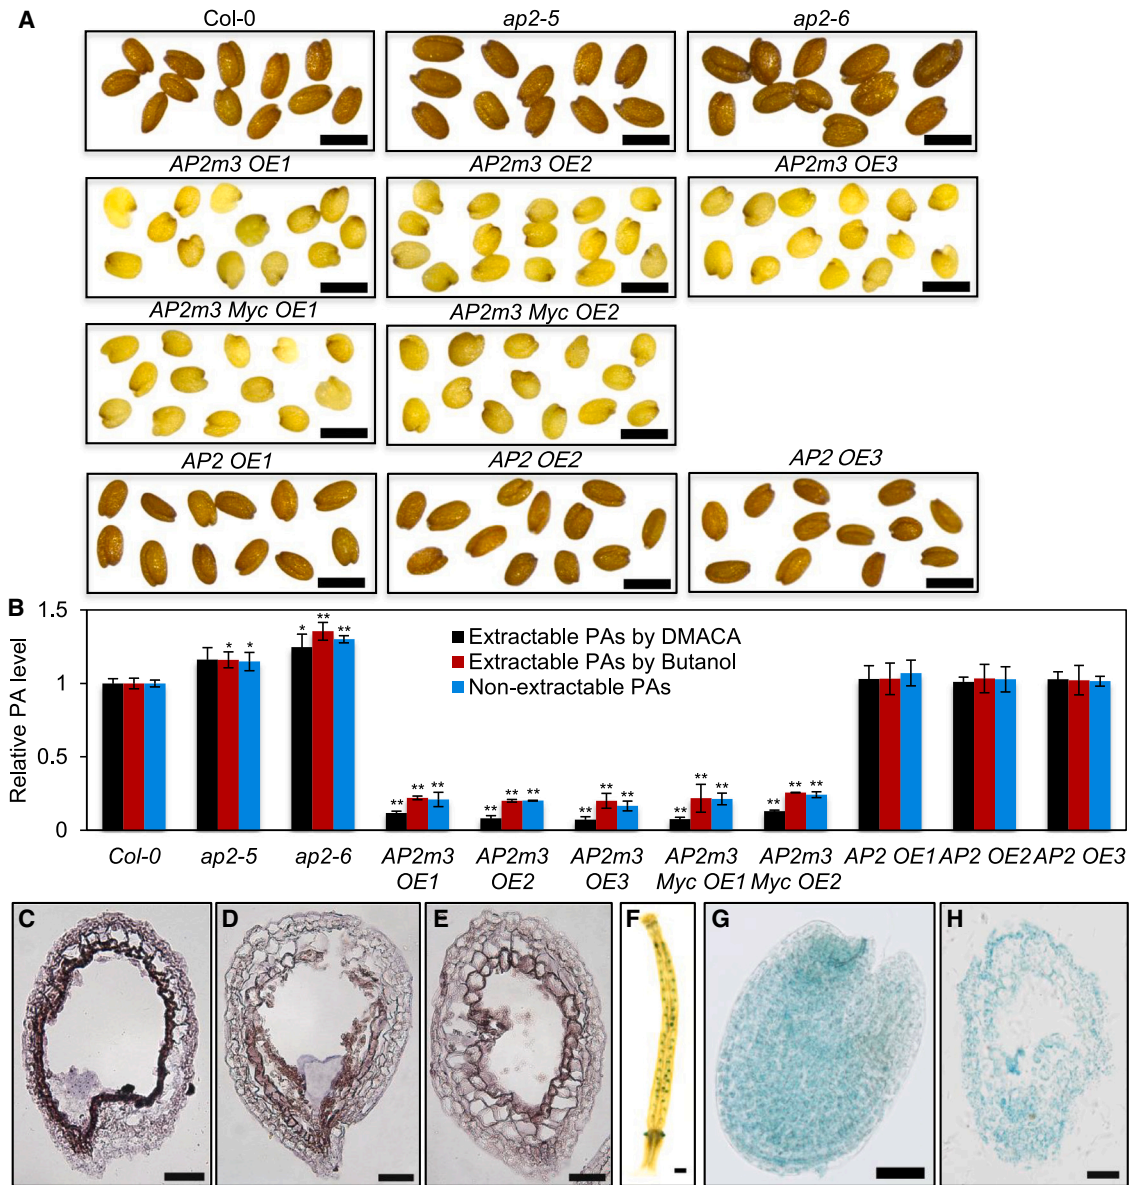 A
Col-0 ap2-5 ap2-6
AP2m3 OE1 AP2m3 OE2 AP2m3 OE3
AP2m3 Myc OE1 AP2m3 Myc OE2
AP2 OE1 AP2 OE2 AP2 OE3
B
Relative PA level
1.5
1
0.5
0
Extractable PAs by DMACA
Extractable PAs by Butanol
Non-extractable PAs
* *
* ** **
** ** **
** ** **
** ** **
** ** **
** ** **
Col-0 ap2-5 ap2-6 AP2m3 OE1 AP2m3 OE2 AP2m3 OE3 AP2m3 Myc OE1 AP2m3 Myc OE2 AP2 OE1 AP2 OE2 AP2 OE3
C D E F G H